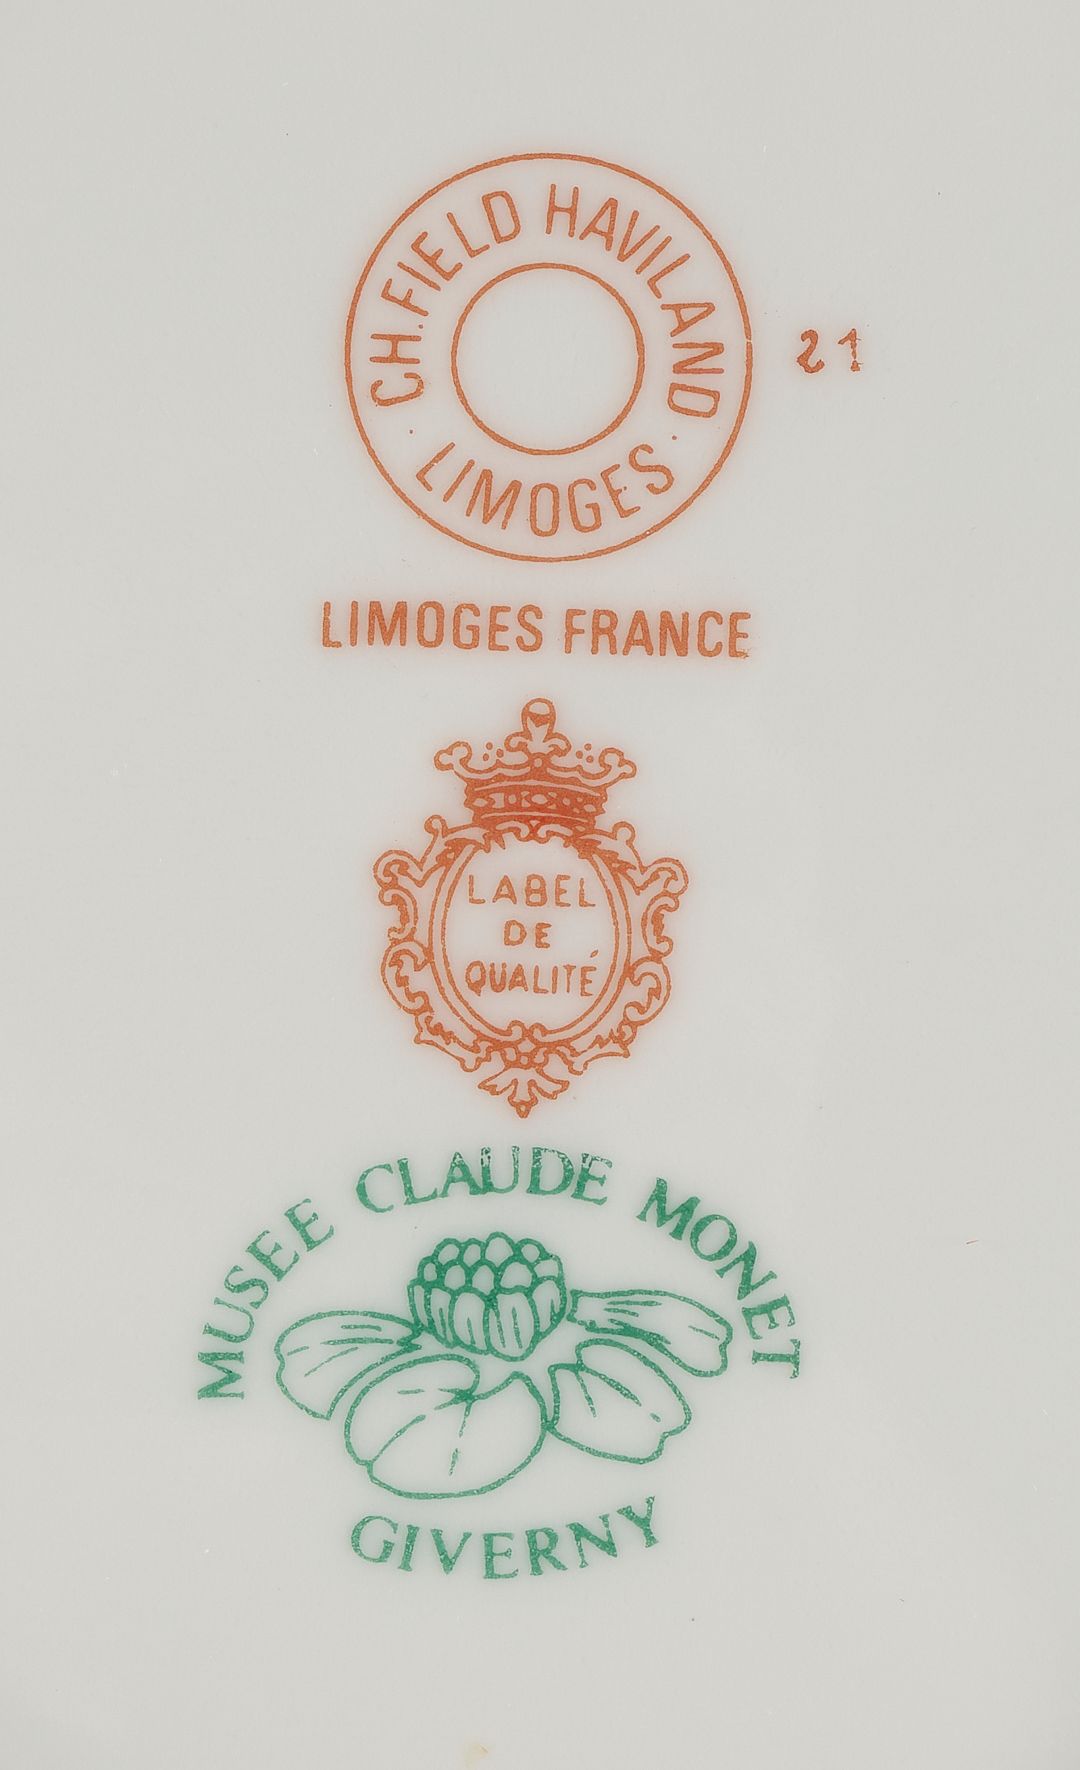 CH.FIELD HAVILAND
· LIMOGES ·
21
LIMOGES FRANCE
LABEL
DE
QUALITÉ
MUSEE CLAUDE MONET
GIVERNY